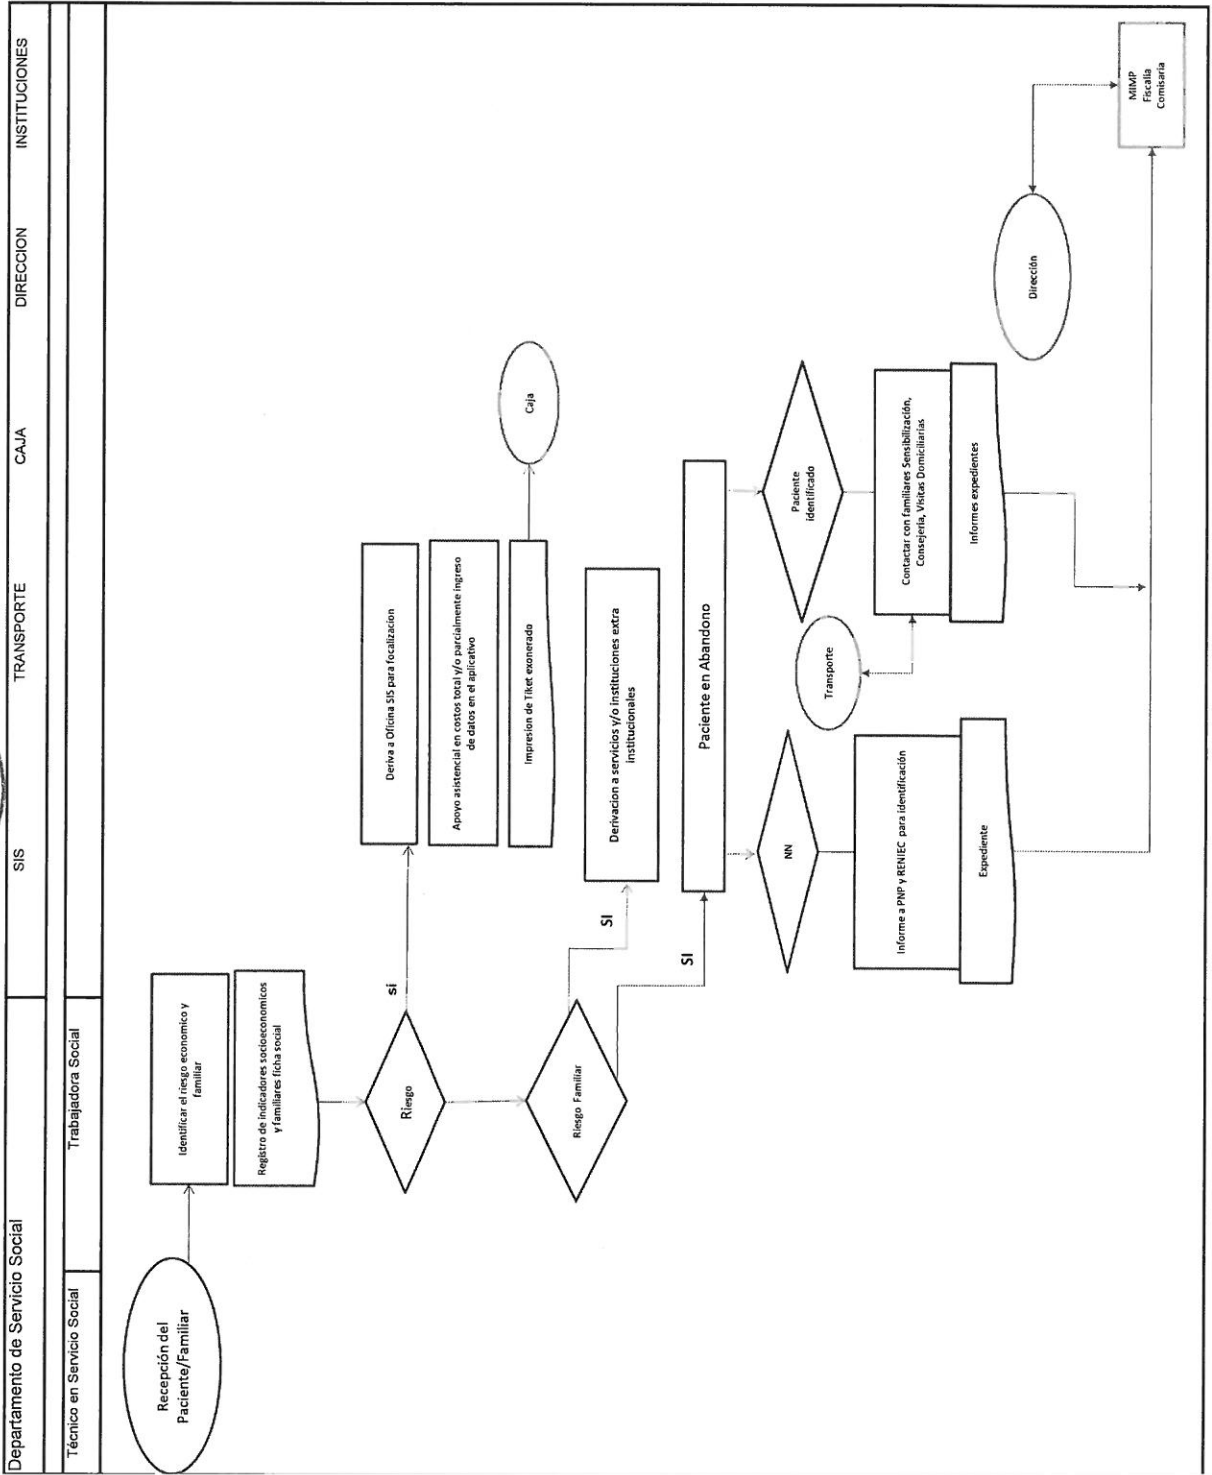 Departamento de Servicio Social
SIS
TRANSPORTE
CAJA
DIRECCION
INSTITUCIONES
Técnico en Servicio Social
Trabajadora Social
Recepción del
Paciente/Familiar
Identificar el riesgo economico y
familiar
Registro de indicadores socioeconomicos
y familiares ficha social
Riesgo
si
Deriva a Oficina SIS para focalizacion
Apoyo asistencial en costos total y/o parcialmente ingreso
de datos en el aplicativo
Impresion de Tiket exonerado
Caja
Riesgo Familiar
SI
Derivacion a servicios y/o instituciones extra
institucionales
SI
Paciente en Abandono
NN
Paciente
identificado
Informe a PNP y RENIEC para identificación
Expediente
Transporte
Contactar con familiares Sensibilización,
Consejeria, Visitas Domiciliarias
Informes expedientes
Dirección
MIMP
Fiscalia
Comisaria